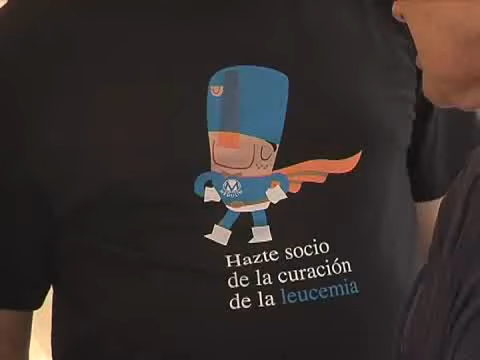 Hazte socio
de la curación
de la leucemia